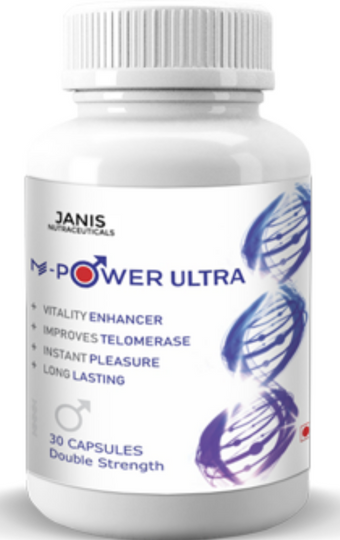 JANIS
NUTRACEUTICALS
M-POWER ULTRA
+ VITALITY ENHANCER
+ IMPROVES TELOMERASE
+ INSTANT PLEASURE
+ LONG LASTING
30 CAPSULES
Double Strength